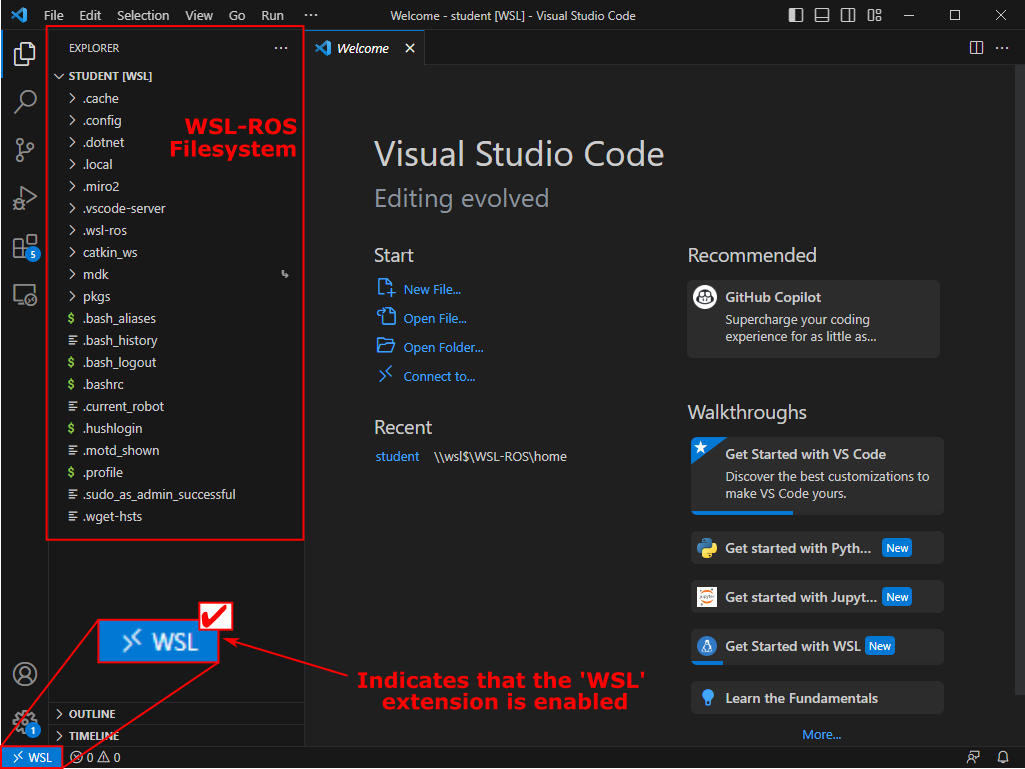 File Edit Selection View Go Run ···
Welcome - student [WSL] - Visual Studio Code
EXPLORER ···
STUDENT [WSL]
.cache
.config
.dotnet
.local
.miro2
.vscode-server
.wsl-ros
catkin_ws
mdk
pkgs
$ .bash_aliases
.bash_history
$ .bash_logout
$ .bashrc
.current_robot
$ .hushlogin
.motd_shown
$ .profile
.sudo_as_admin_successful
.wget-hsts
WSL-ROS
Filesystem
5
WSL
Indicates that the 'WSL'
extension is enabled
OUTLINE
TIMELINE
1
WSL
0 0
Welcome
Visual Studio Code
Editing evolved
Start
New File...
Open File...
Open Folder...
Connect to...
Recent
student \\wsl$\WSL-ROS\home
Recommended
GitHub Copilot
Supercharge your coding
experience for as little as...
Walkthroughs
Get Started with VS Code
Discover the best customizations to
make VS Code yours.
Get started with Pyth... New
jupyter
Get started with Jupyt... New
Get Started with WSL New
Learn the Fundamentals
More...